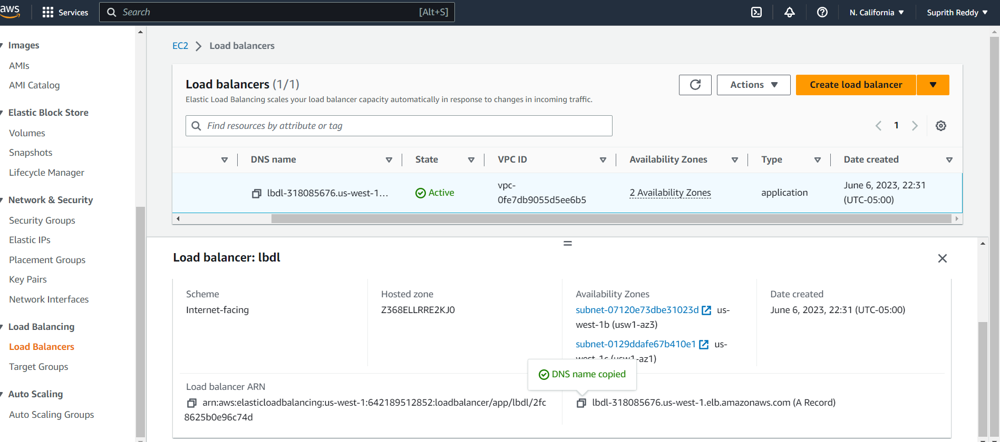 aws
Services
Search
[Alt+S]
N. California
Suprith Reddy
Images
AMIs
AMI Catalog
Elastic Block Store
Volumes
Snapshots
Lifecycle Manager
Network & Security
Security Groups
Elastic IPs
Placement Groups
Key Pairs
Network Interfaces
Load Balancing
Load Balancers
Target Groups
Auto Scaling
Auto Scaling Groups
EC2
Load balancers
Load balancers (1/1)
Elastic Load Balancing scales your load balancer capacity automatically in response to changes in incoming traffic.
Actions
Create load balancer
Find resources by attribute or tag
1
DNS name
State
VPC ID
Availability Zones
Type
Date created
lbdl-318085676.us-west-1...
Active
vpc-
0fe7db9055d5ee6b5
2 Availability Zones
application
June 6, 2023, 22:31
(UTC-05:00)
Load balancer: lbdl
Scheme
Internet-facing
Hosted zone
Z368ELLRRE2KJ0
Availability Zones
subnet-07120e73dbe31023d us-
west-1b (usw1-az3)
subnet-0129ddafe67b410e1 us-
west-1c (usw1-az1)
Date created
June 6, 2023, 22:31 (UTC-05:00)
Load balancer ARN
arn:aws:elasticloadbalancing:us-west-1:642189512852:loadbalancer/app/lbdl/2fc
8625b0e96c74d
DNS name copied
lbdl-318085676.us-west-1.elb.amazonaws.com (A Record)